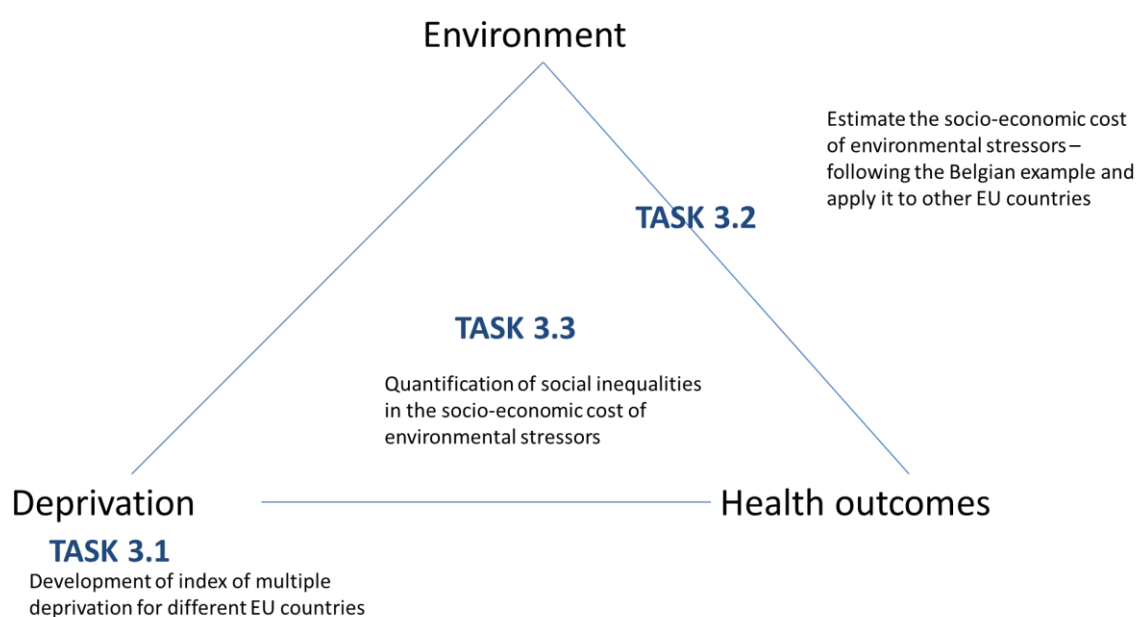 Environment
Estimate the socio-economic cost
of environmental stressors –
following the Belgian example and
apply it to other EU countries
TASK 3.2
TASK 3.3
Quantification of social inequalities
in the socio-economic cost of
environmental stressors
Deprivation
Health outcomes
TASK 3.1
Development of index of multiple
deprivation for different EU countries